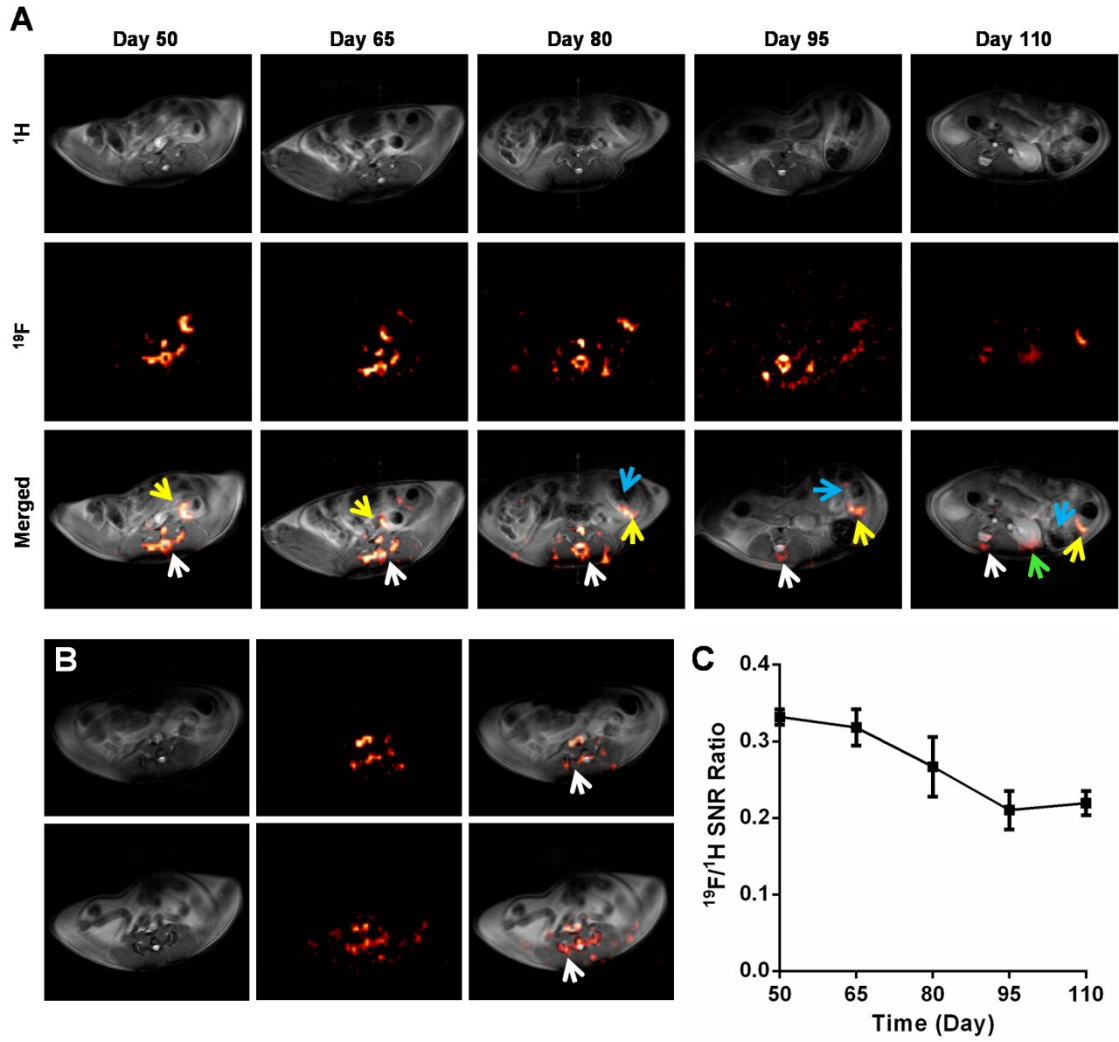 A
Day 50 Day 65 Day 80 Day 95 Day 110
¹H
¹⁹F
Merged
B
C
¹⁹F/¹H SNR Ratio
0.4
0.3
0.2
0.1
0.0
50 65 80 95 110
Time (Day)